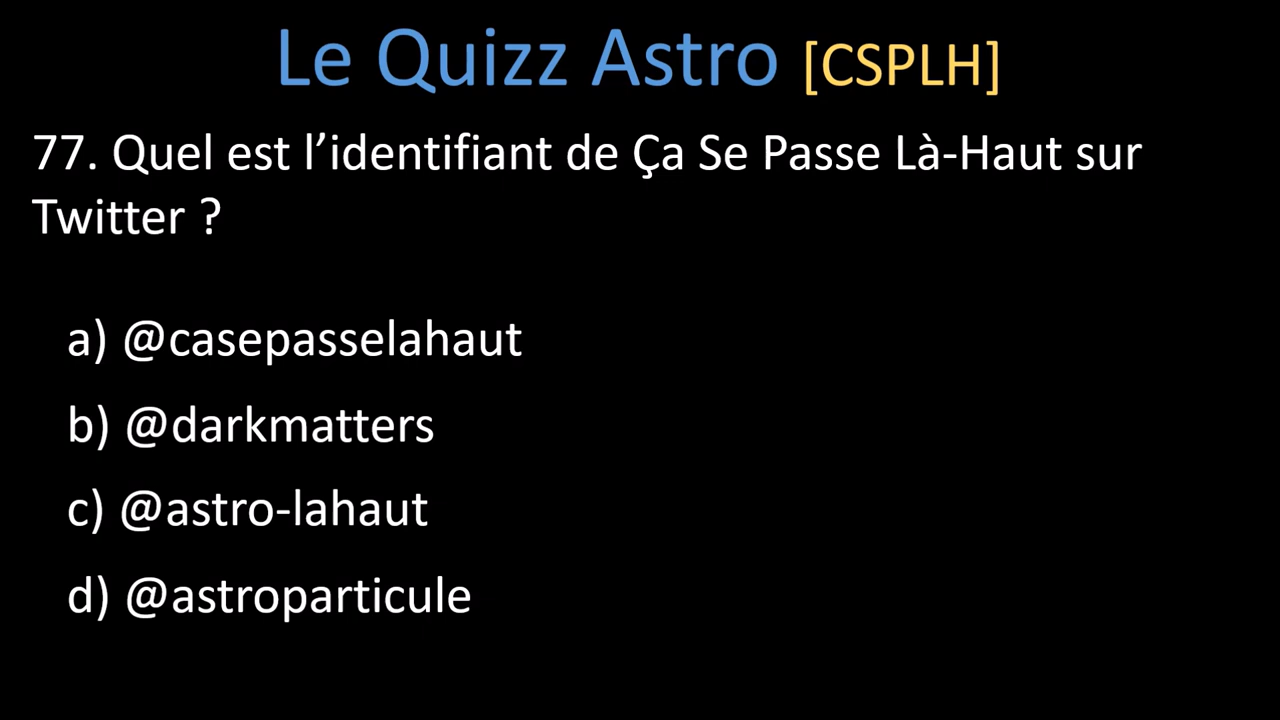 Le Quizz Astro [CSPLH]
77. Quel est l’identifiant de Ça Se Passe Là-Haut sur
Twitter ?
a) @casepasselahaut
b) @darkmatters
c) @astro-lahaut
d) @astroparticule